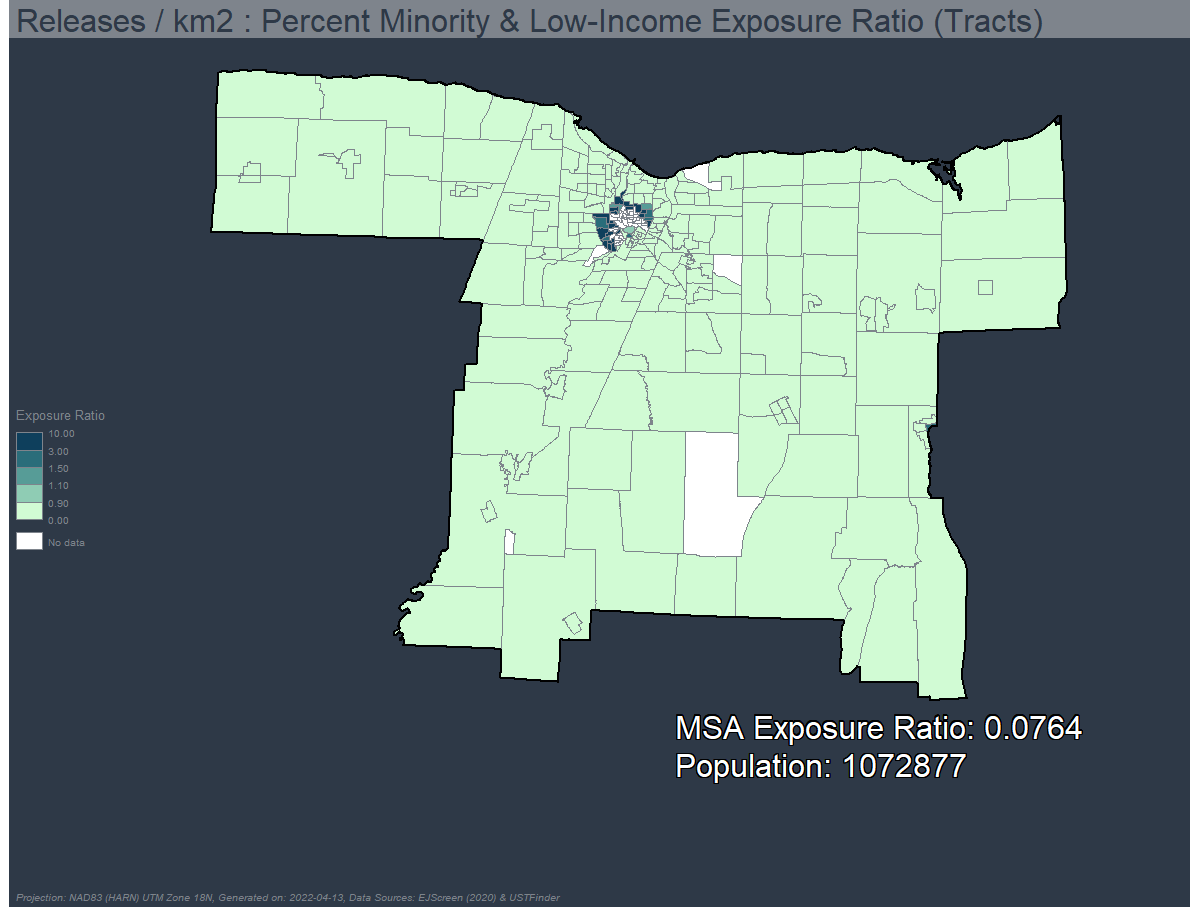 Releases / km2 : Percent Minority & Low-Income Exposure Ratio (Tracts)
Exposure Ratio
10.00
3.00
1.50
1.10
0.90
0.00
No data
MSA Exposure Ratio: 0.0764
Population: 1072877
Projection: NAD83 (HARN) UTM Zone 18N, Generated on: 2022-04-13, Data Sources: EJScreen (2020) & USTFinder